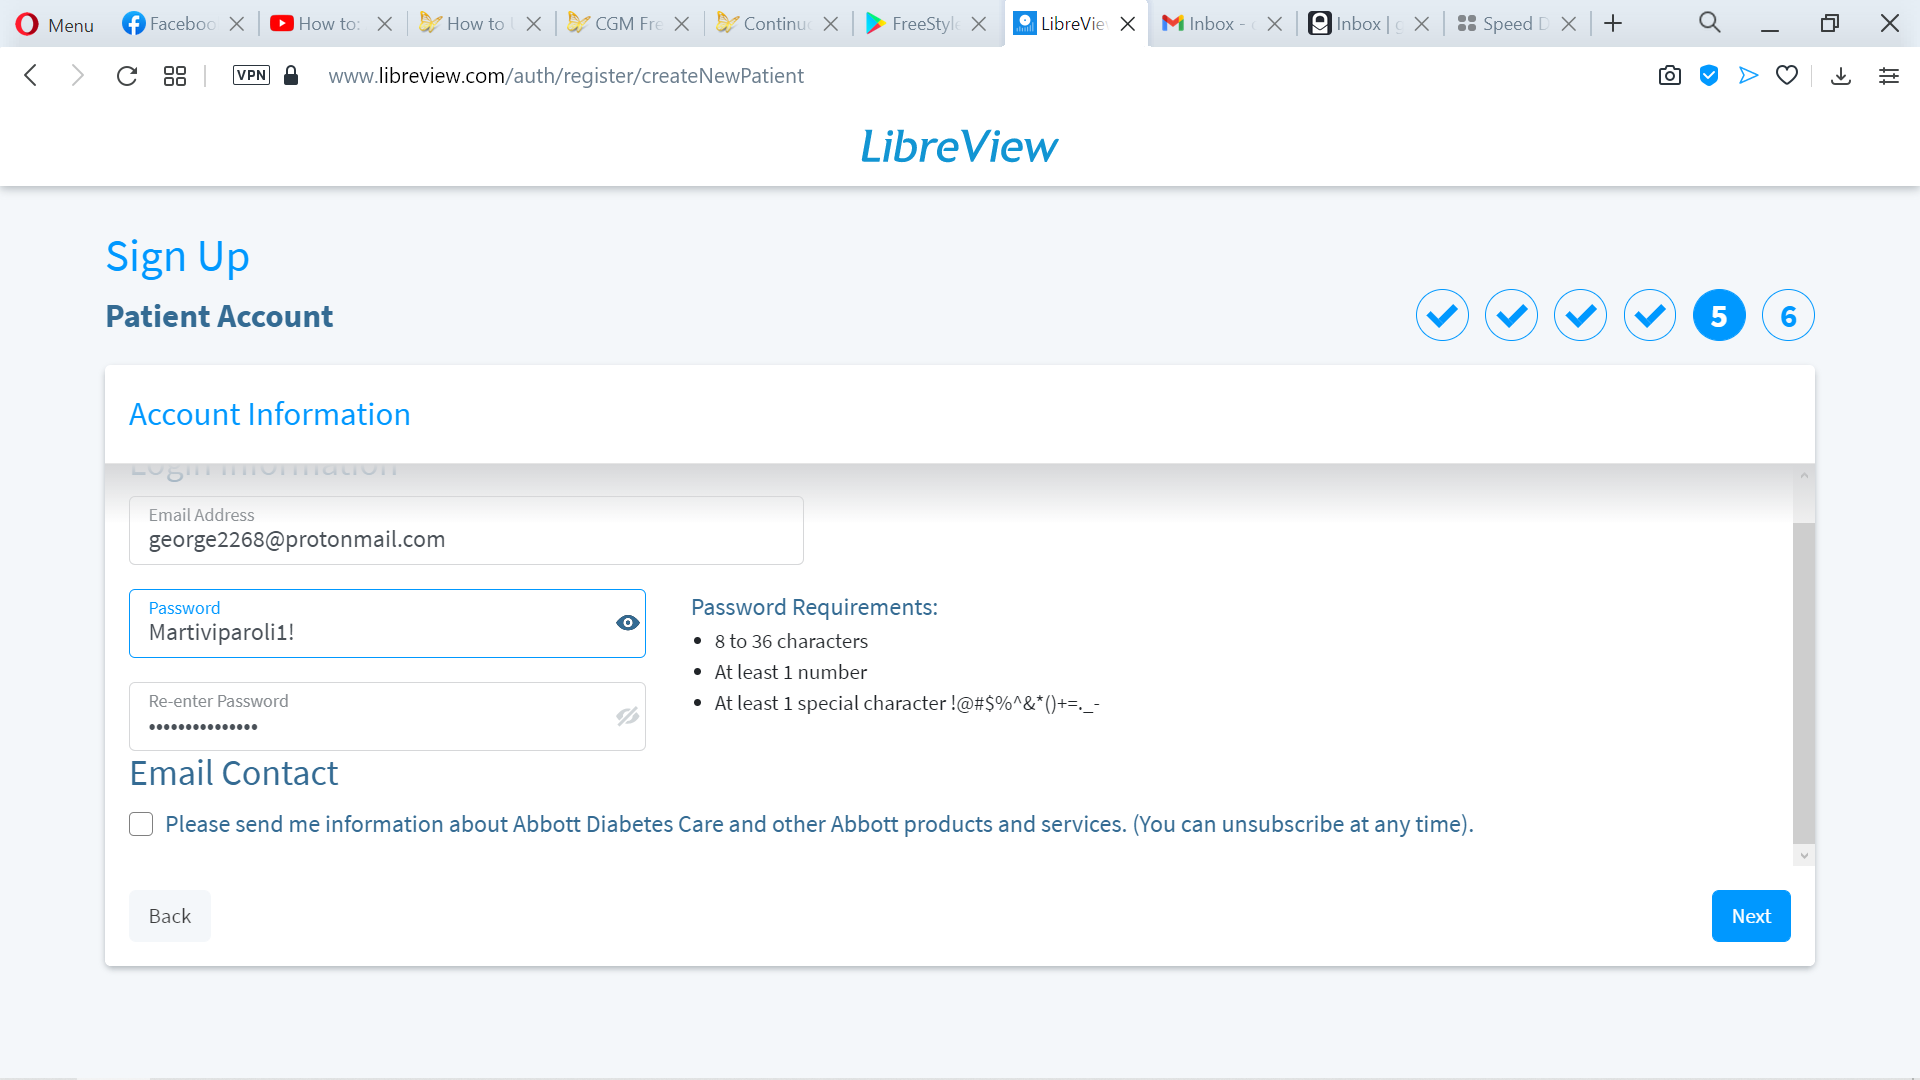 Menu
Faceboo
How to:
How to
CGM Fre
Continu
FreeStyle
LibreVie
Inbox -
Inbox | g
Speed D
VPN
www.libreview.com/auth/register/createNewPatient
LibreView
Sign Up
Patient Account
5
6
Account Information
Login Information
Email Address
george2268@protonmail.com
Password
Martiviparoli1!
Re-enter Password
•••••••••••••••
Password Requirements:
• 8 to 36 characters
• At least 1 number
• At least 1 special character !@#$%^&*()+=._-
Email Contact
Please send me information about Abbott Diabetes Care and other Abbott products and services. (You can unsubscribe at any time).
Back
Next